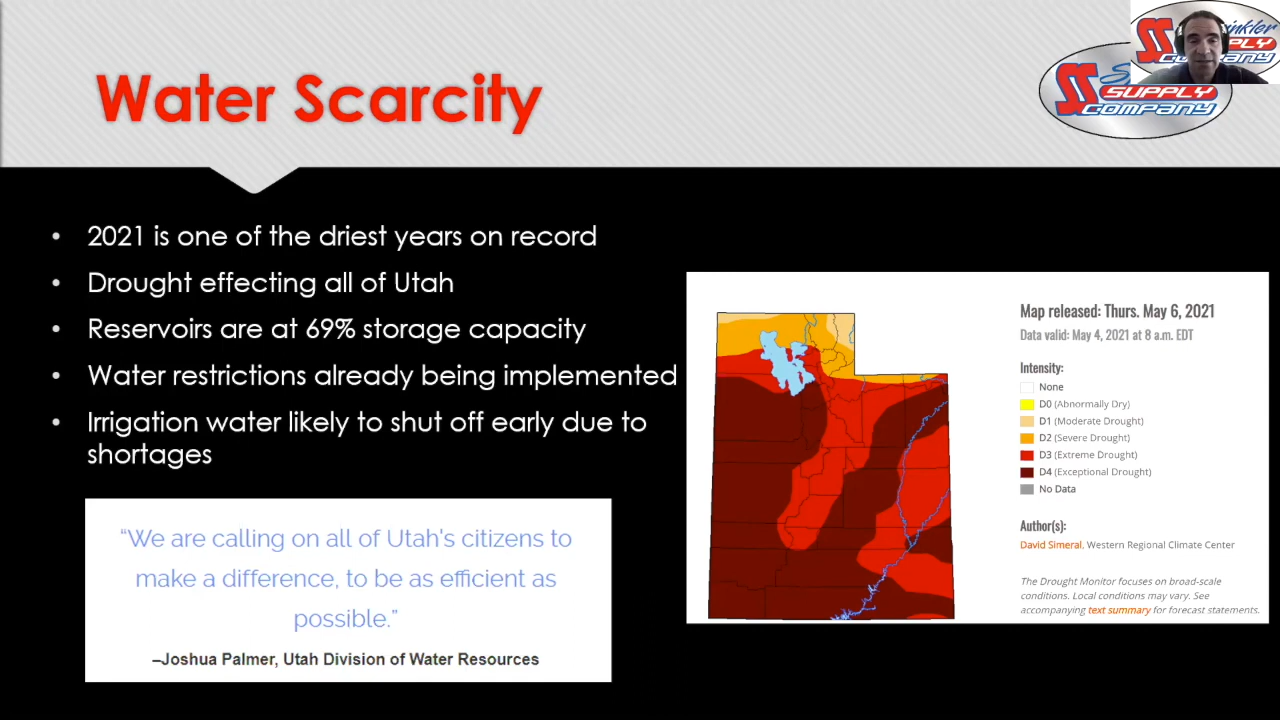 Water Scarcity
SS
S
SUPPLY
COMPANY
SS
inkler
PLY
ANY
• 2021 is one of the driest years on record
• Drought effecting all of Utah
• Reservoirs are at 69% storage capacity
• Water restrictions already being implemented
• Irrigation water likely to shut off early due to
shortages
“We are calling on all of Utah's citizens to
make a difference, to be as efficient as
possible.”
–Joshua Palmer, Utah Division of Water Resources
Map released: Thurs. May 6, 2021
Data valid: May 4, 2021 at 8 a.m. EDT
Intensity:
None
D0 (Abnormally Dry)
D1 (Moderate Drought)
D2 (Severe Drought)
D3 (Extreme Drought)
D4 (Exceptional Drought)
No Data
Author(s):
David Simeral, Western Regional Climate Center
The Drought Monitor focuses on broad-scale
conditions. Local conditions may vary. See
accompanying text summary for forecast statements.